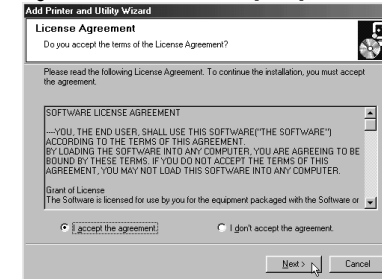 Add Printer and Utility Wizard
License Agreement
Do you accept the terms of the License Agreement?
Please read the following License Agreement. To continue the installation, you must accept
the agreement.
SOFTWARE LICENSE AGREEMENT
----YOU, THE END USER, SHALL USE THIS SOFTWARE("THE SOFTWARE")
ACCORDING TO THE TERMS OF THIS AGREEMENT.
BY LOADING THE SOFTWARE INTO ANY COMPUTER, YOU ARE AGREEING TO BE
BOUND BY THESE TERMS. IF YOU DO NOT ACCEPT THE TERMS OF THIS
AGREEMENT, YOU MAY NOT LOAD THIS SOFTWARE INTO ANY COMPUTER.
Grant of License
The Software is licensed for use by you for the equipment packaged with the Software or
I accept the agreement. I don't accept the agreement.
Next > Cancel